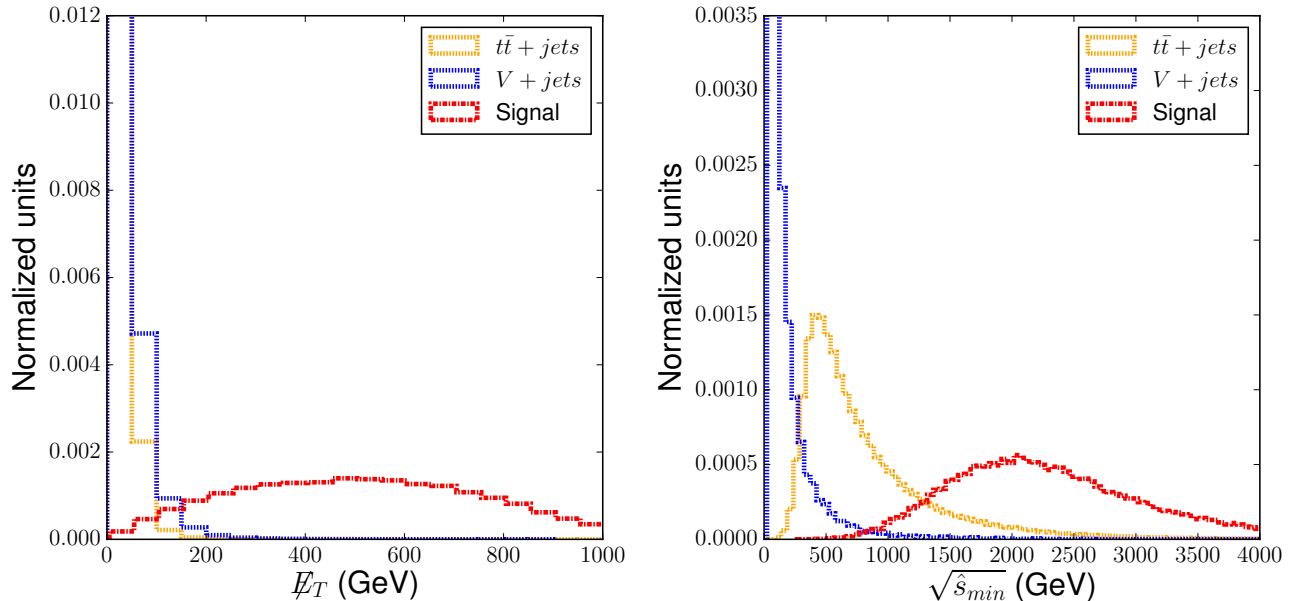 0.012
0.010
0.008
0.006
0.004
0.002
0.000
0 200 400 600 800 1000
Normalized units
E̸_T (GeV)
tt̄ + jets
V + jets
Signal
0.0035
0.0030
0.0025
0.0020
0.0015
0.0010
0.0005
0.0000
0 500 1000 1500 2000 2500 3000 3500 4000
Normalized units
√ŝ_min (GeV)
tt̄ + jets
V + jets
Signal